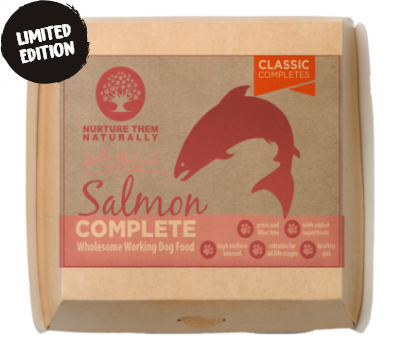 LIMITED
EDITION
CLASSIC
COMPLETES
NURTURE THEM
NATURALLY
Salmon
COMPLETE
Wholesome Working Dog Food
grain and
filler free
with added
superfoods
high welfare
sourced
suitable for
all life stages
healthy
gut